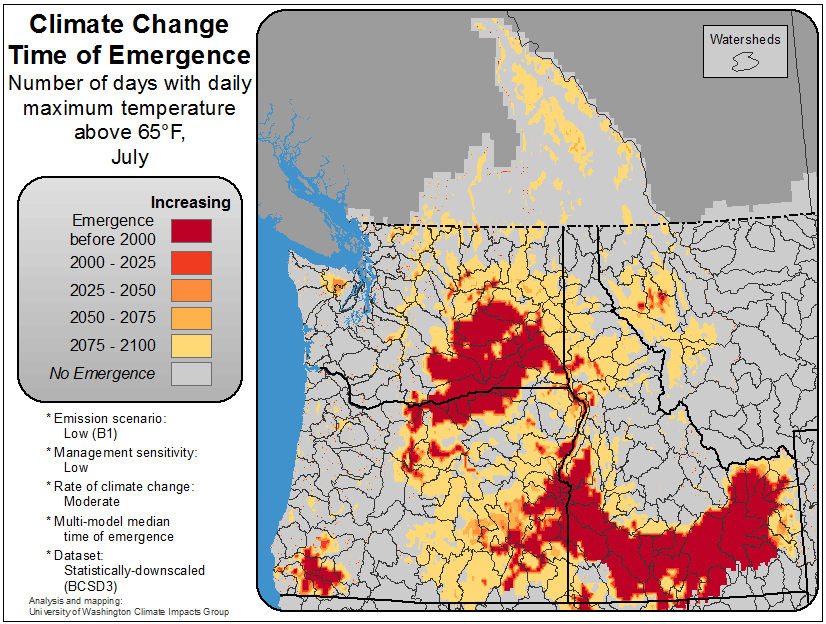 Climate Change
Time of Emergence
Number of days with daily
maximum temperature
above 65°F,
July
Increasing
Emergence
before 2000
2000 - 2025
2025 - 2050
2050 - 2075
2075 - 2100
No Emergence
* Emission scenario:
Low (B1)
* Management sensitivity:
Low
* Rate of climate change:
Moderate
* Multi-model median
time of emergence
* Dataset:
Statistically-downscaled
(BCSD3)
Analysis and mapping:
University of Washington Climate Impacts Group
Watersheds